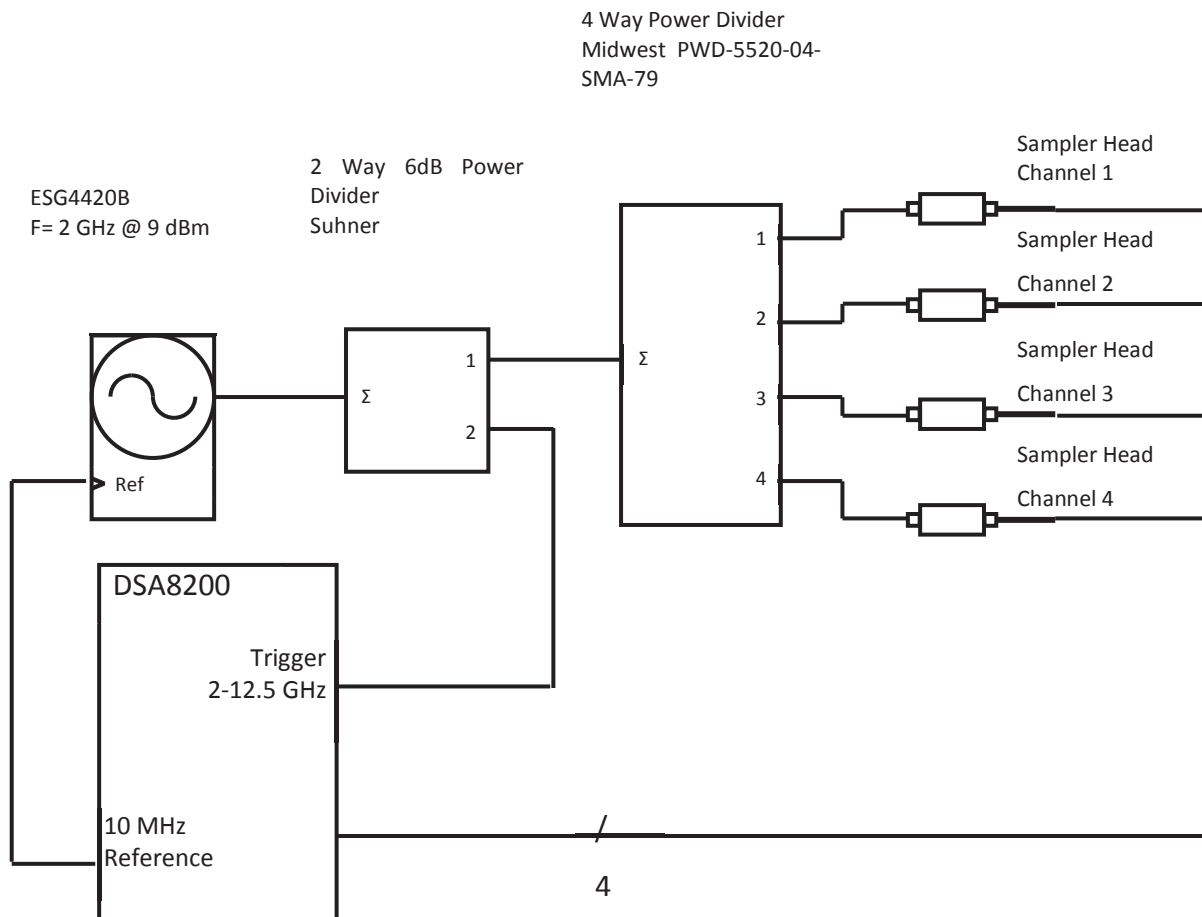 4 Way Power Divider
Midwest PWD-5520-04-
SMA-79
Sampler Head
Channel 1
2 Way 6dB Power
Divider
Suhner
ESG4420B
F= 2 GHz @ 9 dBm
1
Sampler Head
Channel 2
2
Sampler Head
1
Σ
Σ
Channel 3
3
2
Sampler Head
4
Ref
Channel 4
DSA8200
Trigger
2-12.5 GHz
10 MHz
Reference
/
4